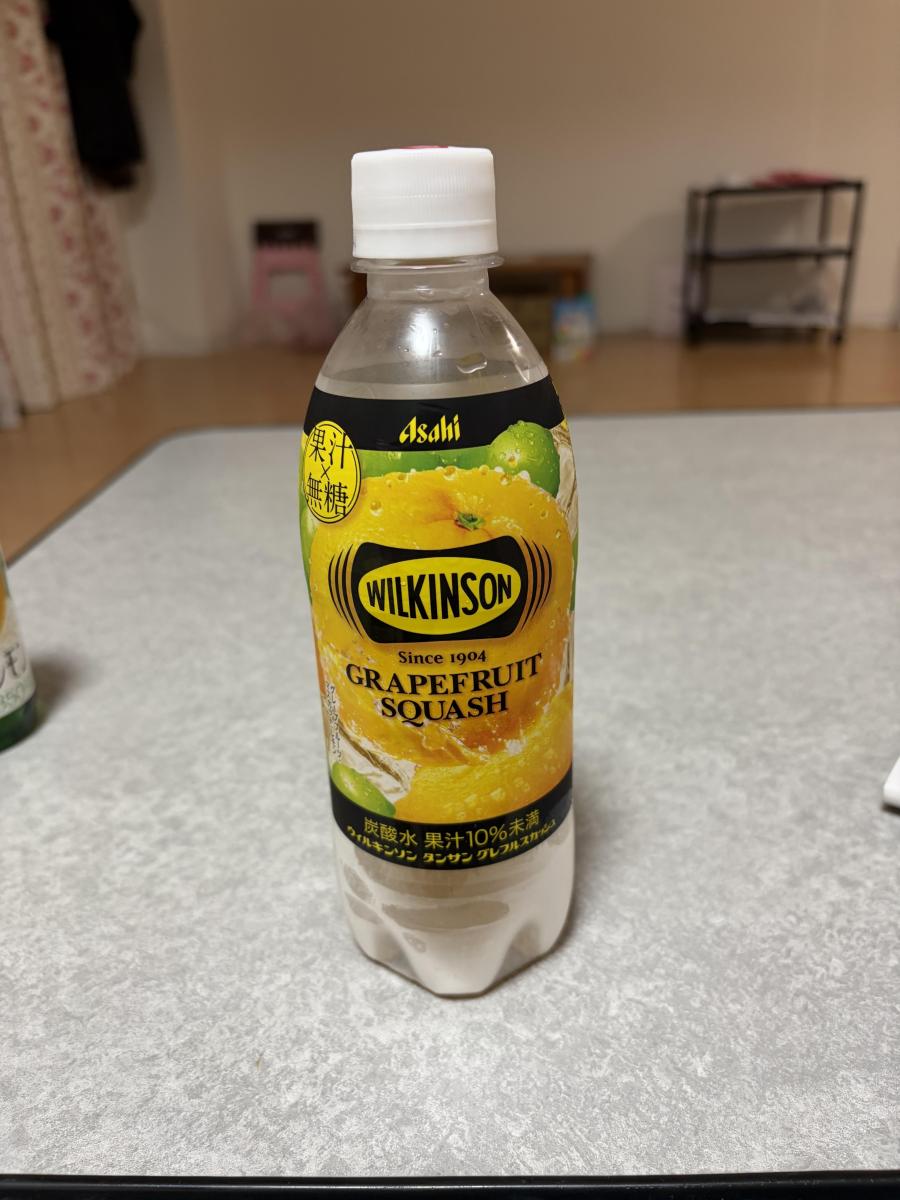 Asahi
果汁
×
無糖
WILKINSON
Since 1904
GRAPEFRUIT
SQUASH
炭酸水 果汁10%未満
ウィルキンソン タンサン グレフルスカッシュ